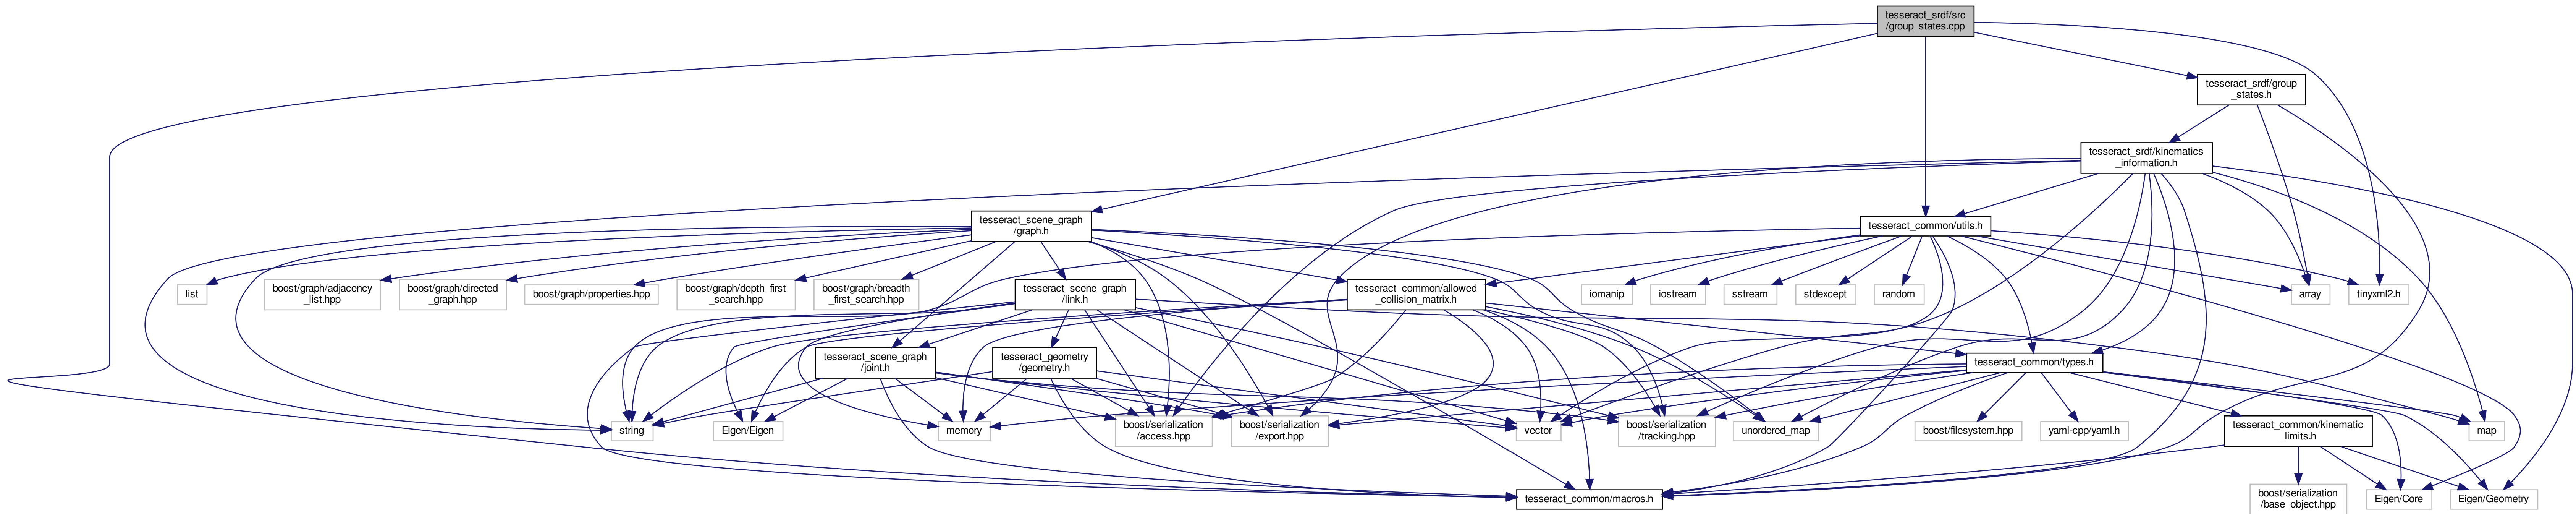 tesseract_srdf/src
/group_states.cpp
tesseract_srdf/group
_states.h
tesseract_srdf/kinematics
_information.h
tesseract_scene_graph
/graph.h
tesseract_common/utils.h
list
boost/graph/adjacency
_list.hpp
boost/graph/directed
_graph.hpp
boost/graph/properties.hpp
boost/graph/depth_first
_search.hpp
boost/graph/breadth
_first_search.hpp
tesseract_scene_graph
/link.h
tesseract_common/allowed
_collision_matrix.h
iomanip
iostream
sstream
stdexcept
random
array
tinyxml2.h
tesseract_scene_graph
/joint.h
tesseract_geometry
/geometry.h
tesseract_common/types.h
string
Eigen/Eigen
memory
boost/serialization
/access.hpp
boost/serialization
/export.hpp
vector
boost/serialization
/tracking.hpp
unordered_map
boost/filesystem.hpp
yaml-cpp/yaml.h
tesseract_common/kinematic
_limits.h
map
tesseract_common/macros.h
boost/serialization
/base_object.hpp
Eigen/Core
Eigen/Geometry